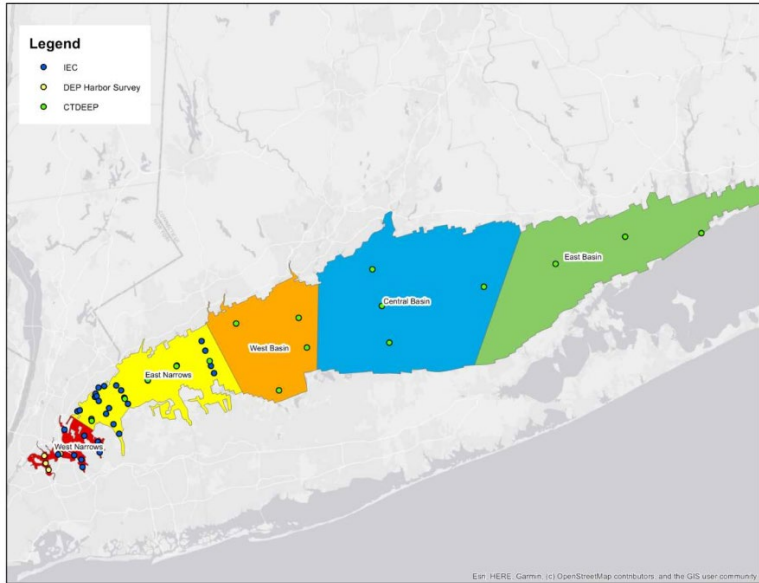 Legend
IEC
DEP Harbor Survey
CTDEEP
East Basin
Central Basin
West Basin
East Narrows
West Narrows
Esri, HERE, Garmin, (c) OpenStreetMap contributors, and the GIS user community